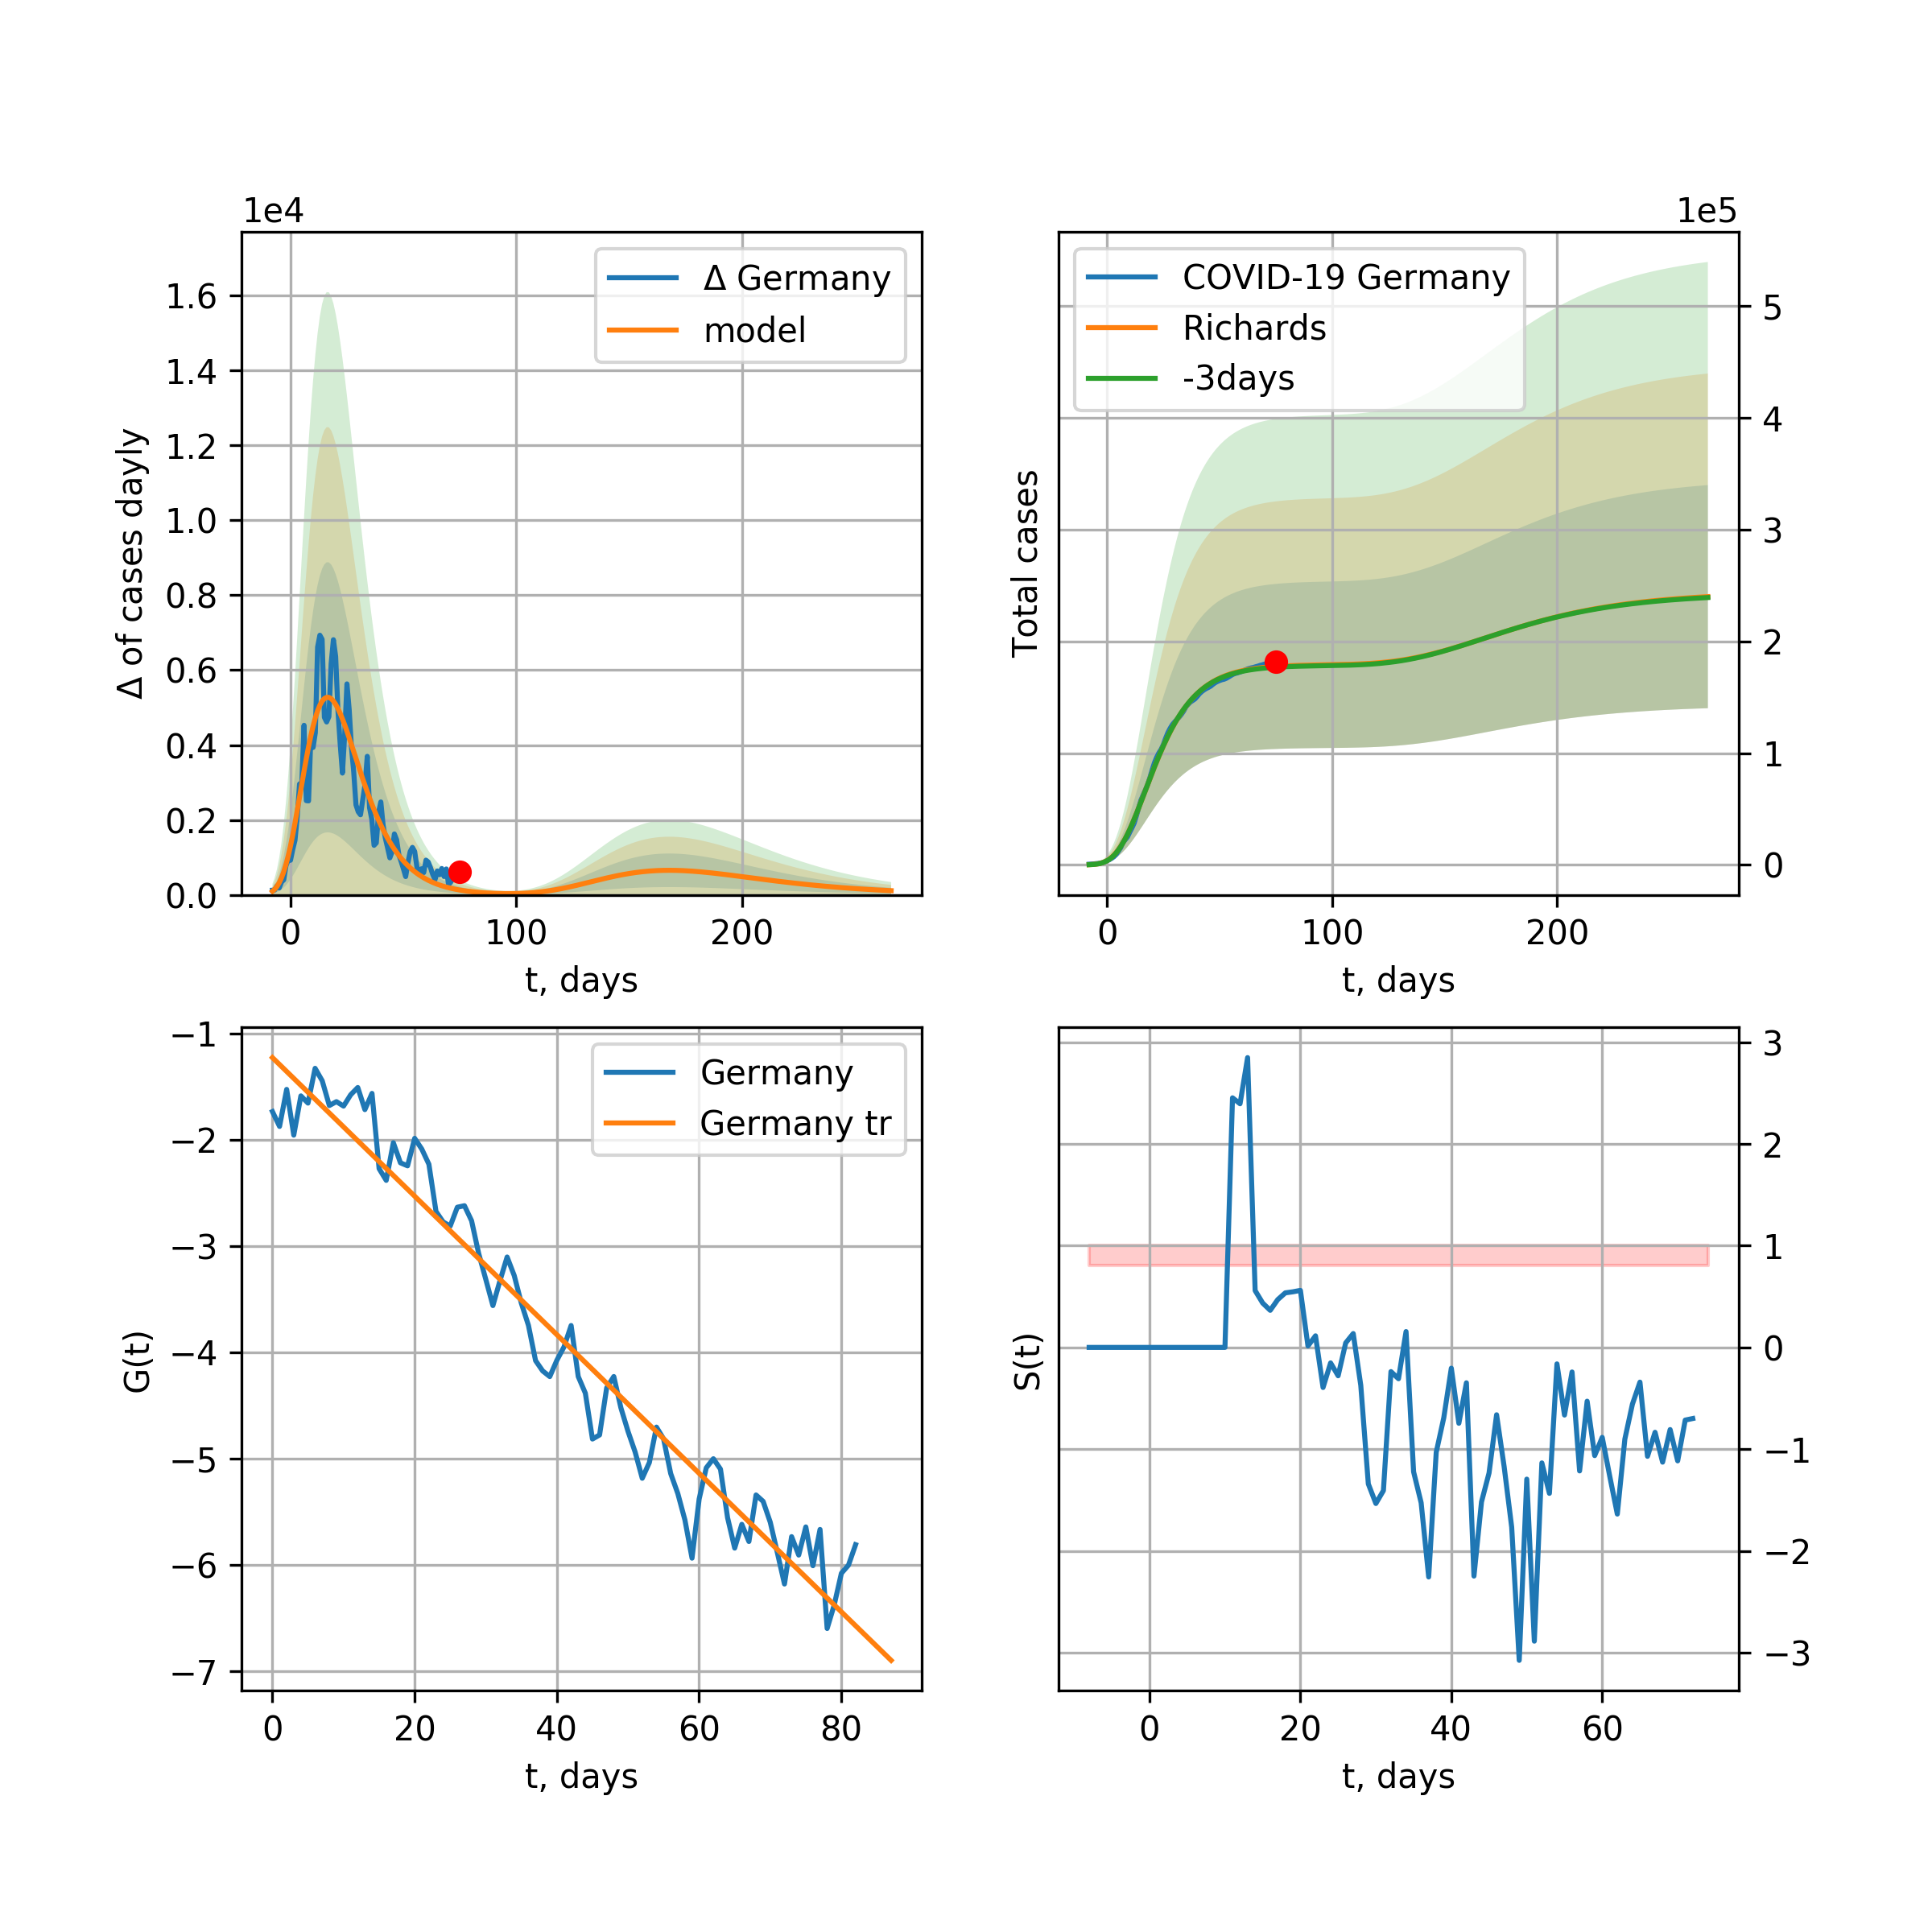 1e4
Δ of cases dayly
1.6
1.4
1.2
1.0
0.8
0.6
0.4
0.2
0.0
Δ Germany
model
0 100 200
t, days
1e5
Total cases
COVID-19 Germany
Richards
-3days
5
4
3
2
1
0
0 100 200
t, days
G(t)
−1
−2
−3
−4
−5
−6
−7
Germany
Germany tr
0 20 40 60 80
t, days
S(t)
3
2
1
0
−1
−2
−3
0 20 40 60
t, days